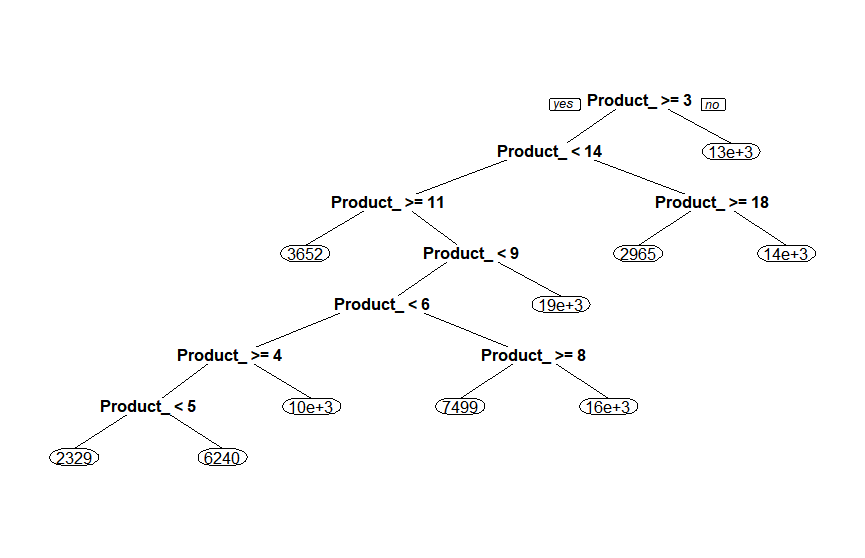 yes Product_ >= 3 no
Product_ < 14 13e+3
Product_ >= 11 Product_ >= 18
3652 Product_ < 9 2965 14e+3
Product_ < 6 19e+3
Product_ >= 4 Product_ >= 8
Product_ < 5 10e+3 7499 16e+3
2329 6240